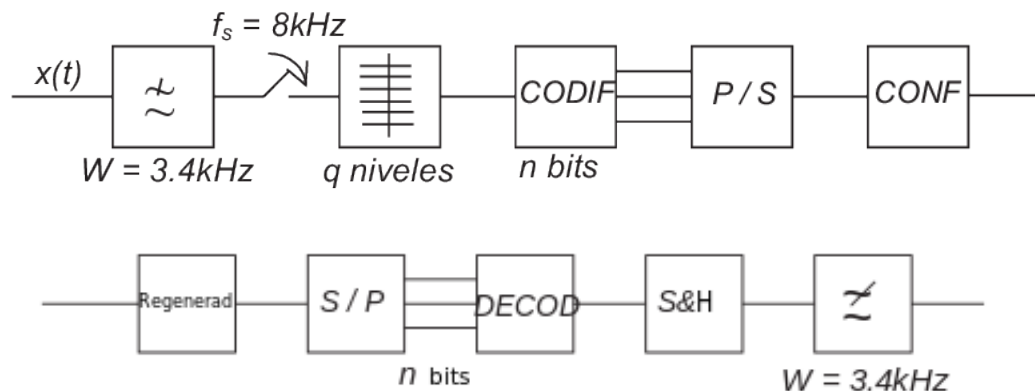 f_s = 8kHz
x(t)
CODIF
P / S
CONF
W = 3.4kHz
q niveles
n bits
Regenerad
S / P
DECOD
S&H
n bits
W = 3.4kHz